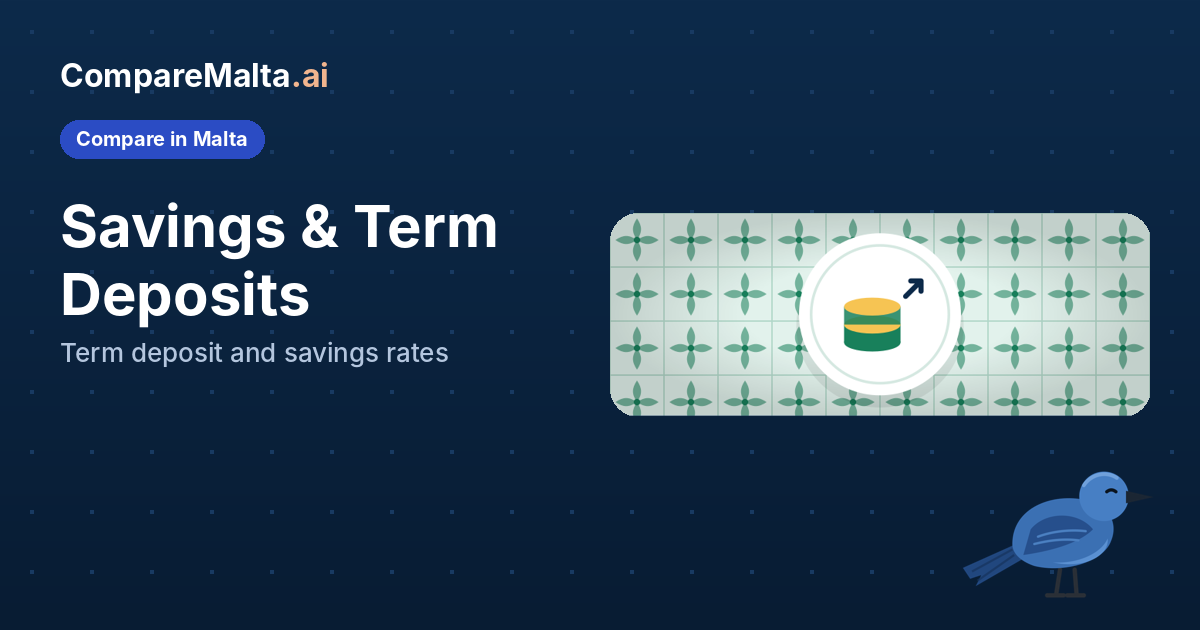 CompareMalta.ai
Compare in Malta
Savings & Term
Deposits
Term deposit and savings rates